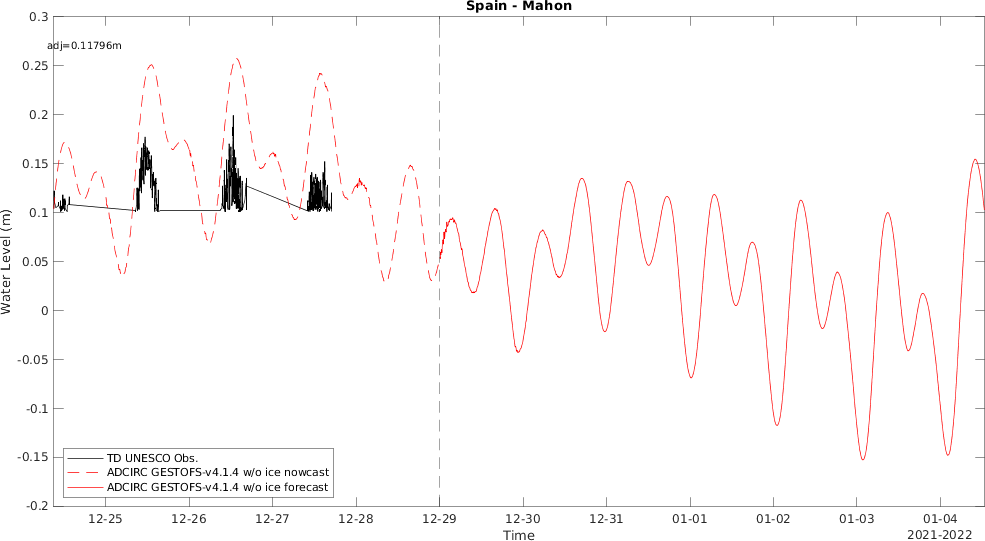 Spain - Mahon
adj=0.11796m
0.3
0.25
0.2
0.15
0.1
0.05
0
-0.05
-0.1
-0.15
-0.2
Water Level (m)
TD UNESCO Obs.
ADCIRC GESTOFS-v4.1.4 w/o ice nowcast
ADCIRC GESTOFS-v4.1.4 w/o ice forecast
12-25 12-26 12-27 12-28 12-29 12-30 12-31 01-01 01-02 01-03 01-04
Time
2021-2022